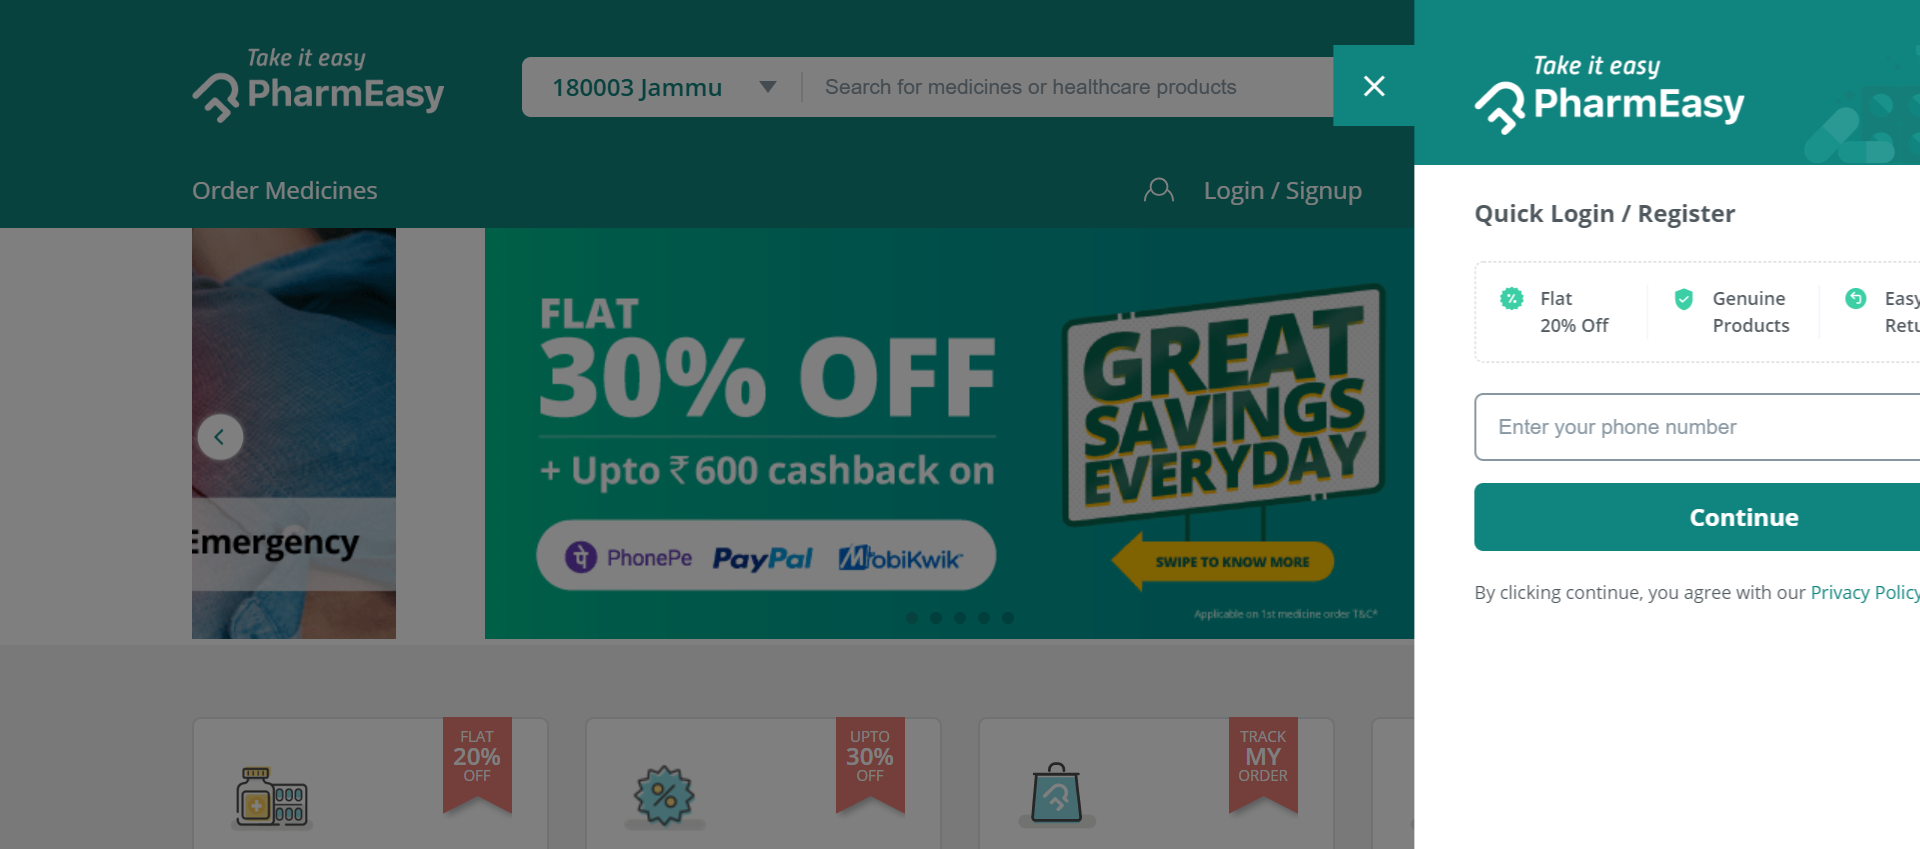 Take it easy
PharmEasy
180003 Jammu
Search for medicines or healthcare products
Order Medicines
Login / Signup
Emergency
FLAT
30% OFF
+ Upto ₹600 cashback on
PhonePe PayPal MobiKwik
GREAT
SAVINGS
EVERYDAY
SWIPE TO KNOW MORE
Applicable on 1st medicine order T&C*
FLAT
20%
OFF
UPTO
30%
OFF
TRACK
MY
ORDER
Take it easy
PharmEasy
Quick Login / Register
Flat
20% Off
Genuine
Products
Easy
Retu
Enter your phone number
Continue
By clicking continue, you agree with our Privacy Policy